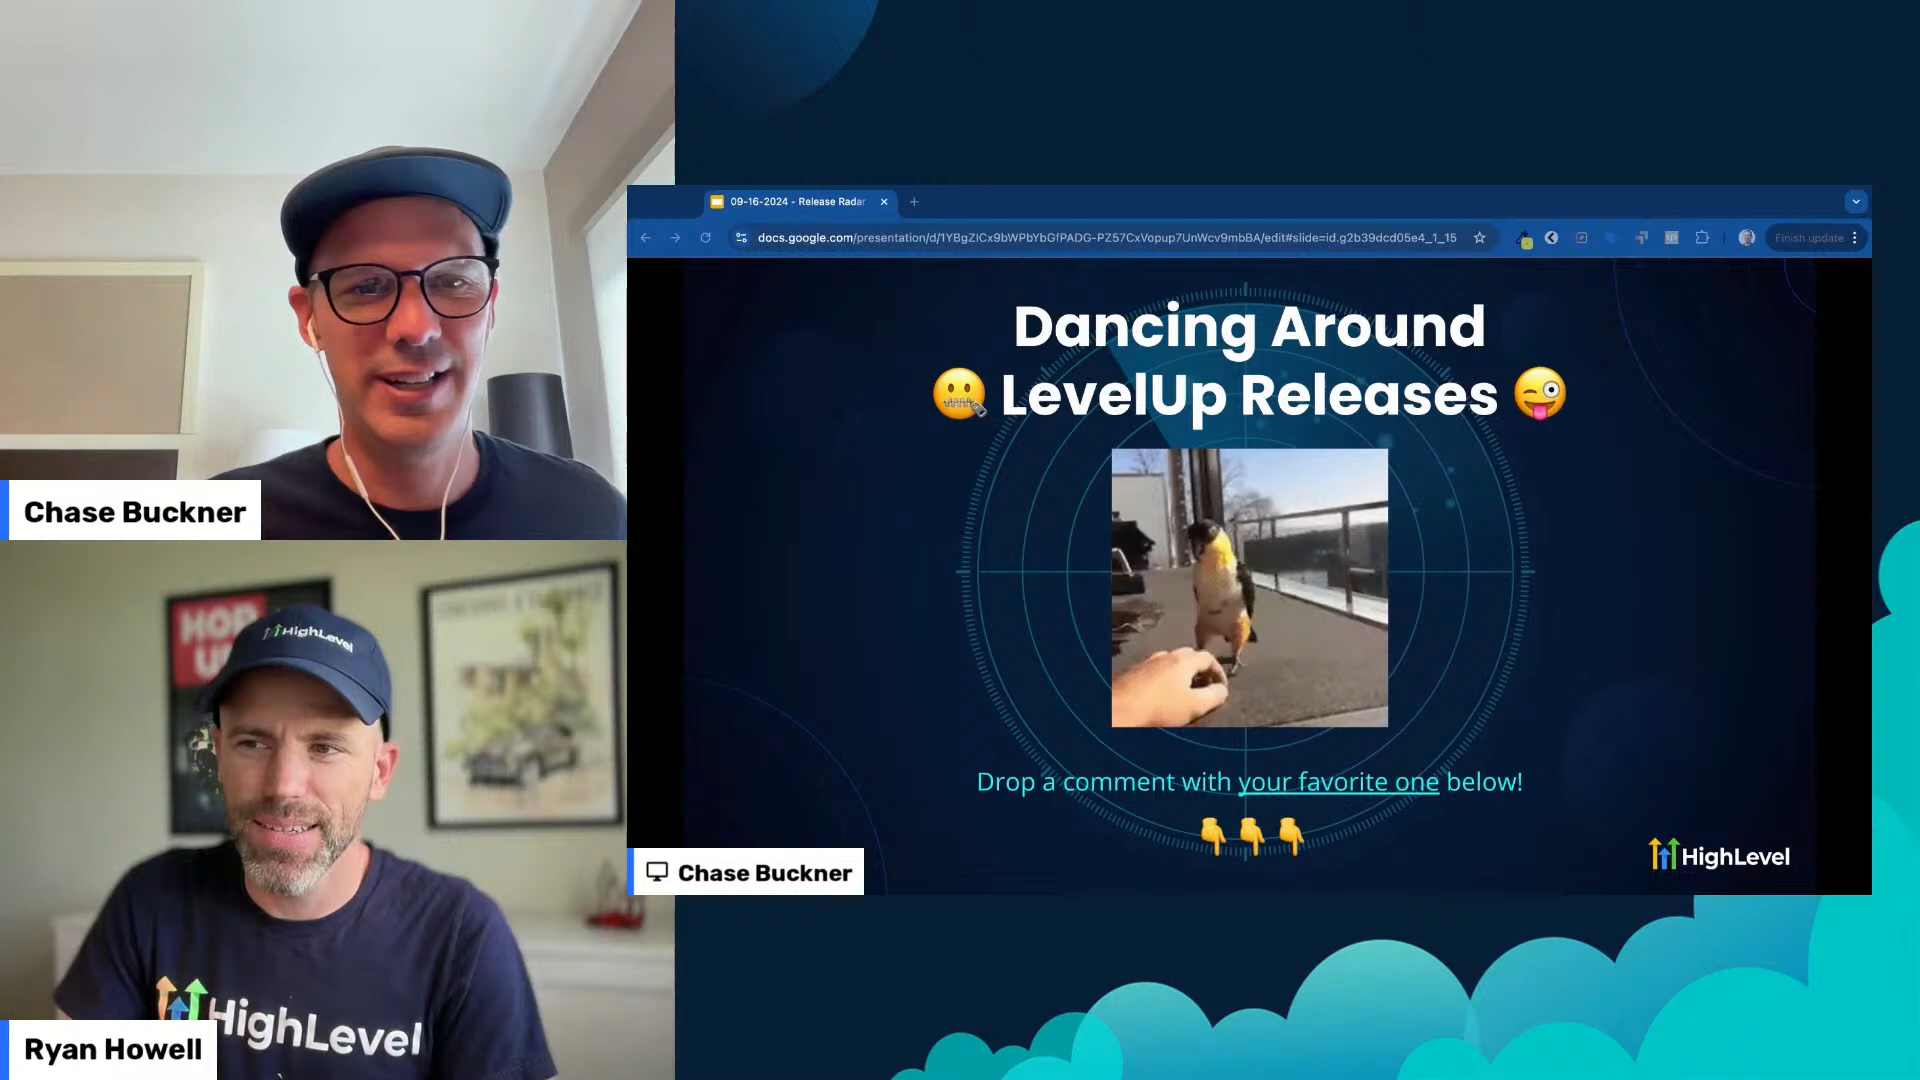 Chase Buckner
HOP
U
HighLevel
HighLevel
Ryan Howell
09-16-2024 - Release Radar
docs.google.com/presentation/d/1YBgZICx9bWPbYbGfPADG-PZ57CxVopup7UnWcv9mbBA/edit#slide=id.g2b39dcd05e4_1_15
Finish update
Dancing Around
🤐 LevelUp Releases 😜
Drop a comment with your favorite one below!
👇👇👇
HighLevel
Chase Buckner